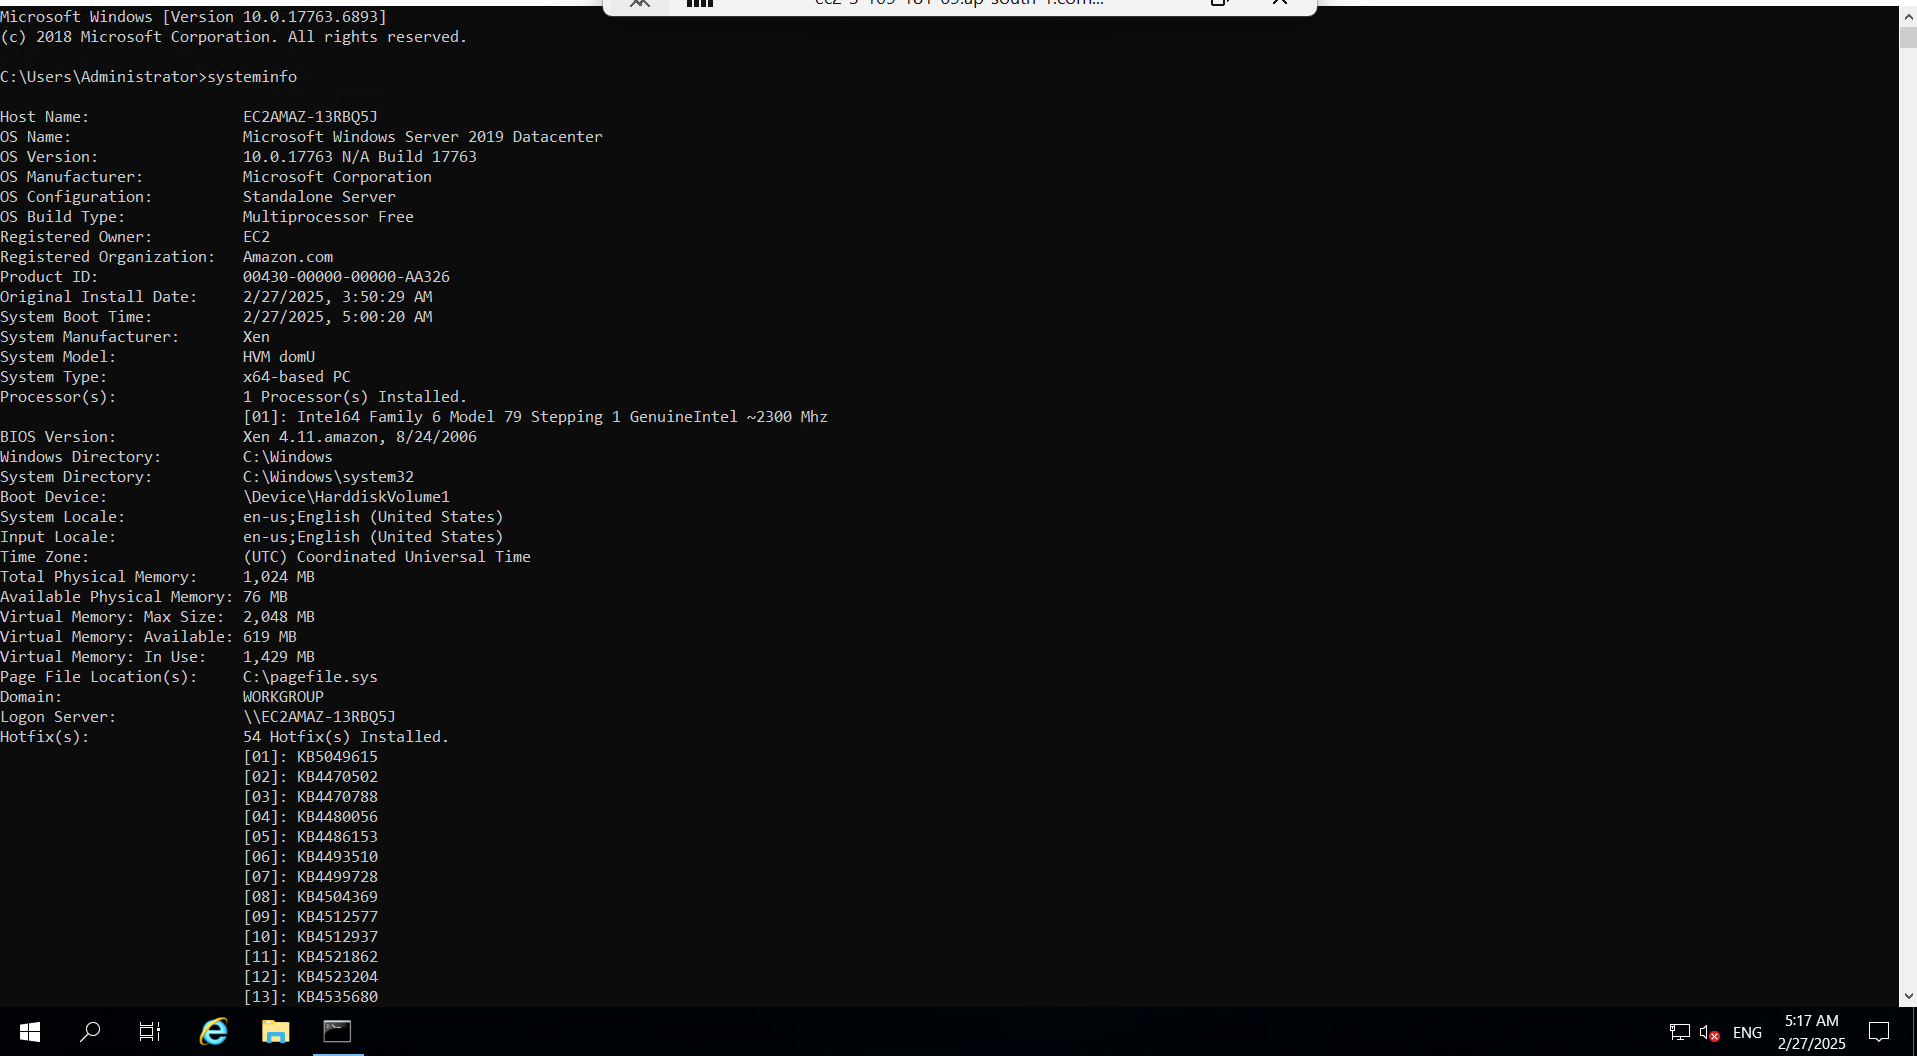 Microsoft Windows [Version 10.0.17763.6893]
(c) 2018 Microsoft Corporation. All rights reserved.
C:\Users\Administrator>systeminfo
Host Name: EC2AMAZ-13RBQ5J
OS Name: Microsoft Windows Server 2019 Datacenter
OS Version: 10.0.17763 N/A Build 17763
OS Manufacturer: Microsoft Corporation
OS Configuration: Standalone Server
OS Build Type: Multiprocessor Free
Registered Owner: EC2
Registered Organization: Amazon.com
Product ID: 00430-00000-00000-AA326
Original Install Date: 2/27/2025, 3:50:29 AM
System Boot Time: 2/27/2025, 5:00:20 AM
System Manufacturer: Xen
System Model: HVM domU
System Type: x64-based PC
Processor(s): 1 Processor(s) Installed.
[01]: Intel64 Family 6 Model 79 Stepping 1 GenuineIntel ~2300 Mhz
BIOS Version: Xen 4.11.amazon, 8/24/2006
Windows Directory: C:\Windows
System Directory: C:\Windows\system32
Boot Device: \Device\HarddiskVolume1
System Locale: en-us;English (United States)
Input Locale: en-us;English (United States)
Time Zone: (UTC) Coordinated Universal Time
Total Physical Memory: 1,024 MB
Available Physical Memory: 76 MB
Virtual Memory: Max Size: 2,048 MB
Virtual Memory: Available: 619 MB
Virtual Memory: In Use: 1,429 MB
Page File Location(s): C:\pagefile.sys
Domain: WORKGROUP
Logon Server: \\EC2AMAZ-13RBQ5J
Hotfix(s): 54 Hotfix(s) Installed.
[01]: KB5049615
[02]: KB4470502
[03]: KB4470788
[04]: KB4480056
[05]: KB4486153
[06]: KB4493510
[07]: KB4499728
[08]: KB4504369
[09]: KB4512577
[10]: KB4512937
[11]: KB4521862
[12]: KB4523204
[13]: KB4535680
ENG
5:17 AM
2/27/2025